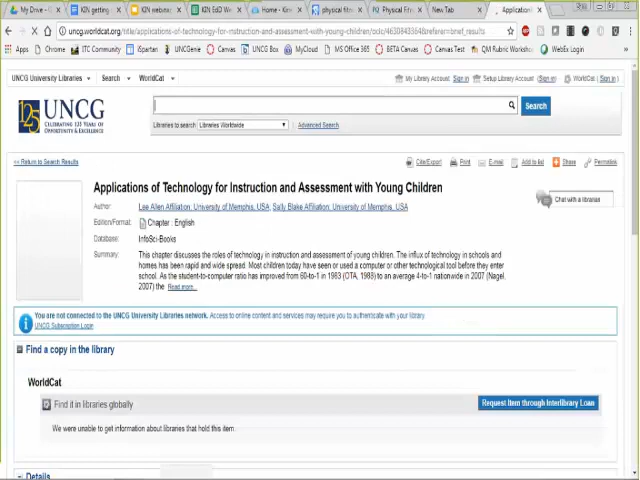 My Drive - G
KIN getting
KIN webina
KIN EdD We
Home - Kin
physical fitn
Physical Fitne
New Tab
Applications
uncg.worldcat.org/title/applications-of-technology-for-instruction-and-assessment-with-young-children/oclc/4630843364&referer=brief_results
Apps
Chrome
ITC Community
iSpartan
UNCGenie
Canvas
UNCG Box
MyCloud
MS Office 365
BETA Canvas
Canvas Test
QM Rubric Worksh
WebEx Login
UNCG University Libraries
Search
WorldCat
My Library Account (Sign in)
Setup Library Account (Sign in)
WorldCat (Sign in)
125 UNCG
CELEBRATING 125 YEARS OF
OPPORTUNITY & EXCELLENCE
Search
Libraries to search: Libraries Worldwide
Advanced Search
<< Return to Search Results
Cite/Export
Print
E-mail
Add to list
Share
Permalink
Applications of Technology for Instruction and Assessment with Young Children
Chat with a librarian
Author: Lee Allen Affiliation, University of Memphis, USA, Sally Blake Affiliation, University of Memphis, USA
Edition/Format: Chapter : English
Database: InfoSci-Books
Summary: This chapter discusses the roles of technology in instruction and assessment of young children. The influx of technology in schools and
homes has been rapid and wide spread. Most children today have seen or used a computer or other technological tool before they enter
school. As the student-to-computer ratio has improved from 60-to-1 in 1983 (OTA, 1988) to an average 4-to-1 nationwide in 2007 (Nagel,
2007) the Read more...
You are not connected to the UNCG University Libraries network. Access to online content and services may require you to authenticate with your library.
UNCG Subscription Login
Find a copy in the library
WorldCat
Find it in libraries globally
Request Item through Interlibrary Loan
We were unable to get information about libraries that hold this item.
Details